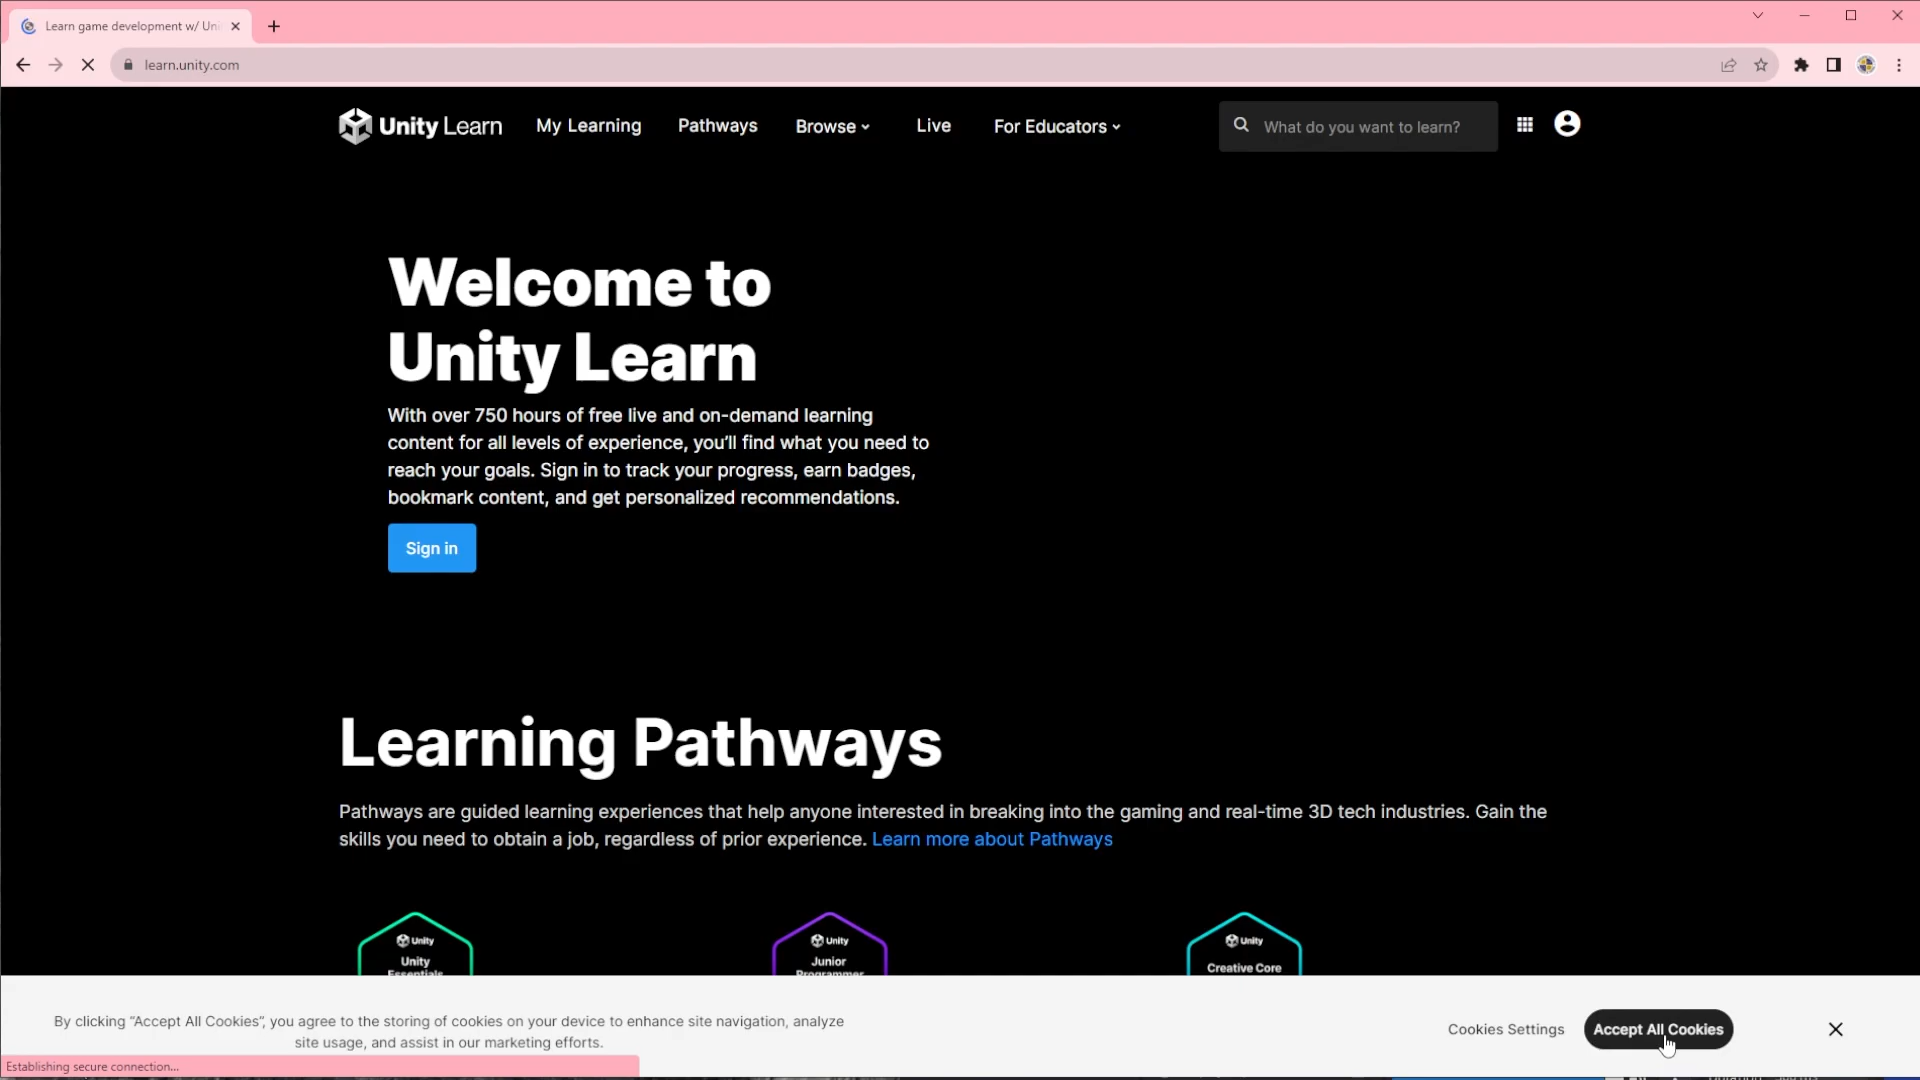 Learn game development w/ Uni
learn.unity.com
Unity Learn
My Learning
Pathways
Browse
Live
For Educators
What do you want to learn?
Welcome to
Unity Learn
With over 750 hours of free live and on-demand learning
content for all levels of experience, you'll find what you need to
reach your goals. Sign in to track your progress, earn badges,
bookmark content, and get personalized recommendations.
Sign in
Learning Pathways
Pathways are guided learning experiences that help anyone interested in breaking into the gaming and real-time 3D tech industries. Gain the
skills you need to obtain a job, regardless of prior experience. Learn more about Pathways
Unity
Unity
Essentials
Unity
Junior
Programmer
Unity
Creative Core
By clicking “Accept All Cookies”, you agree to the storing of cookies on your device to enhance site navigation, analyze
site usage, and assist in our marketing efforts.
Cookies Settings
Accept All Cookies
Establishing secure connection...